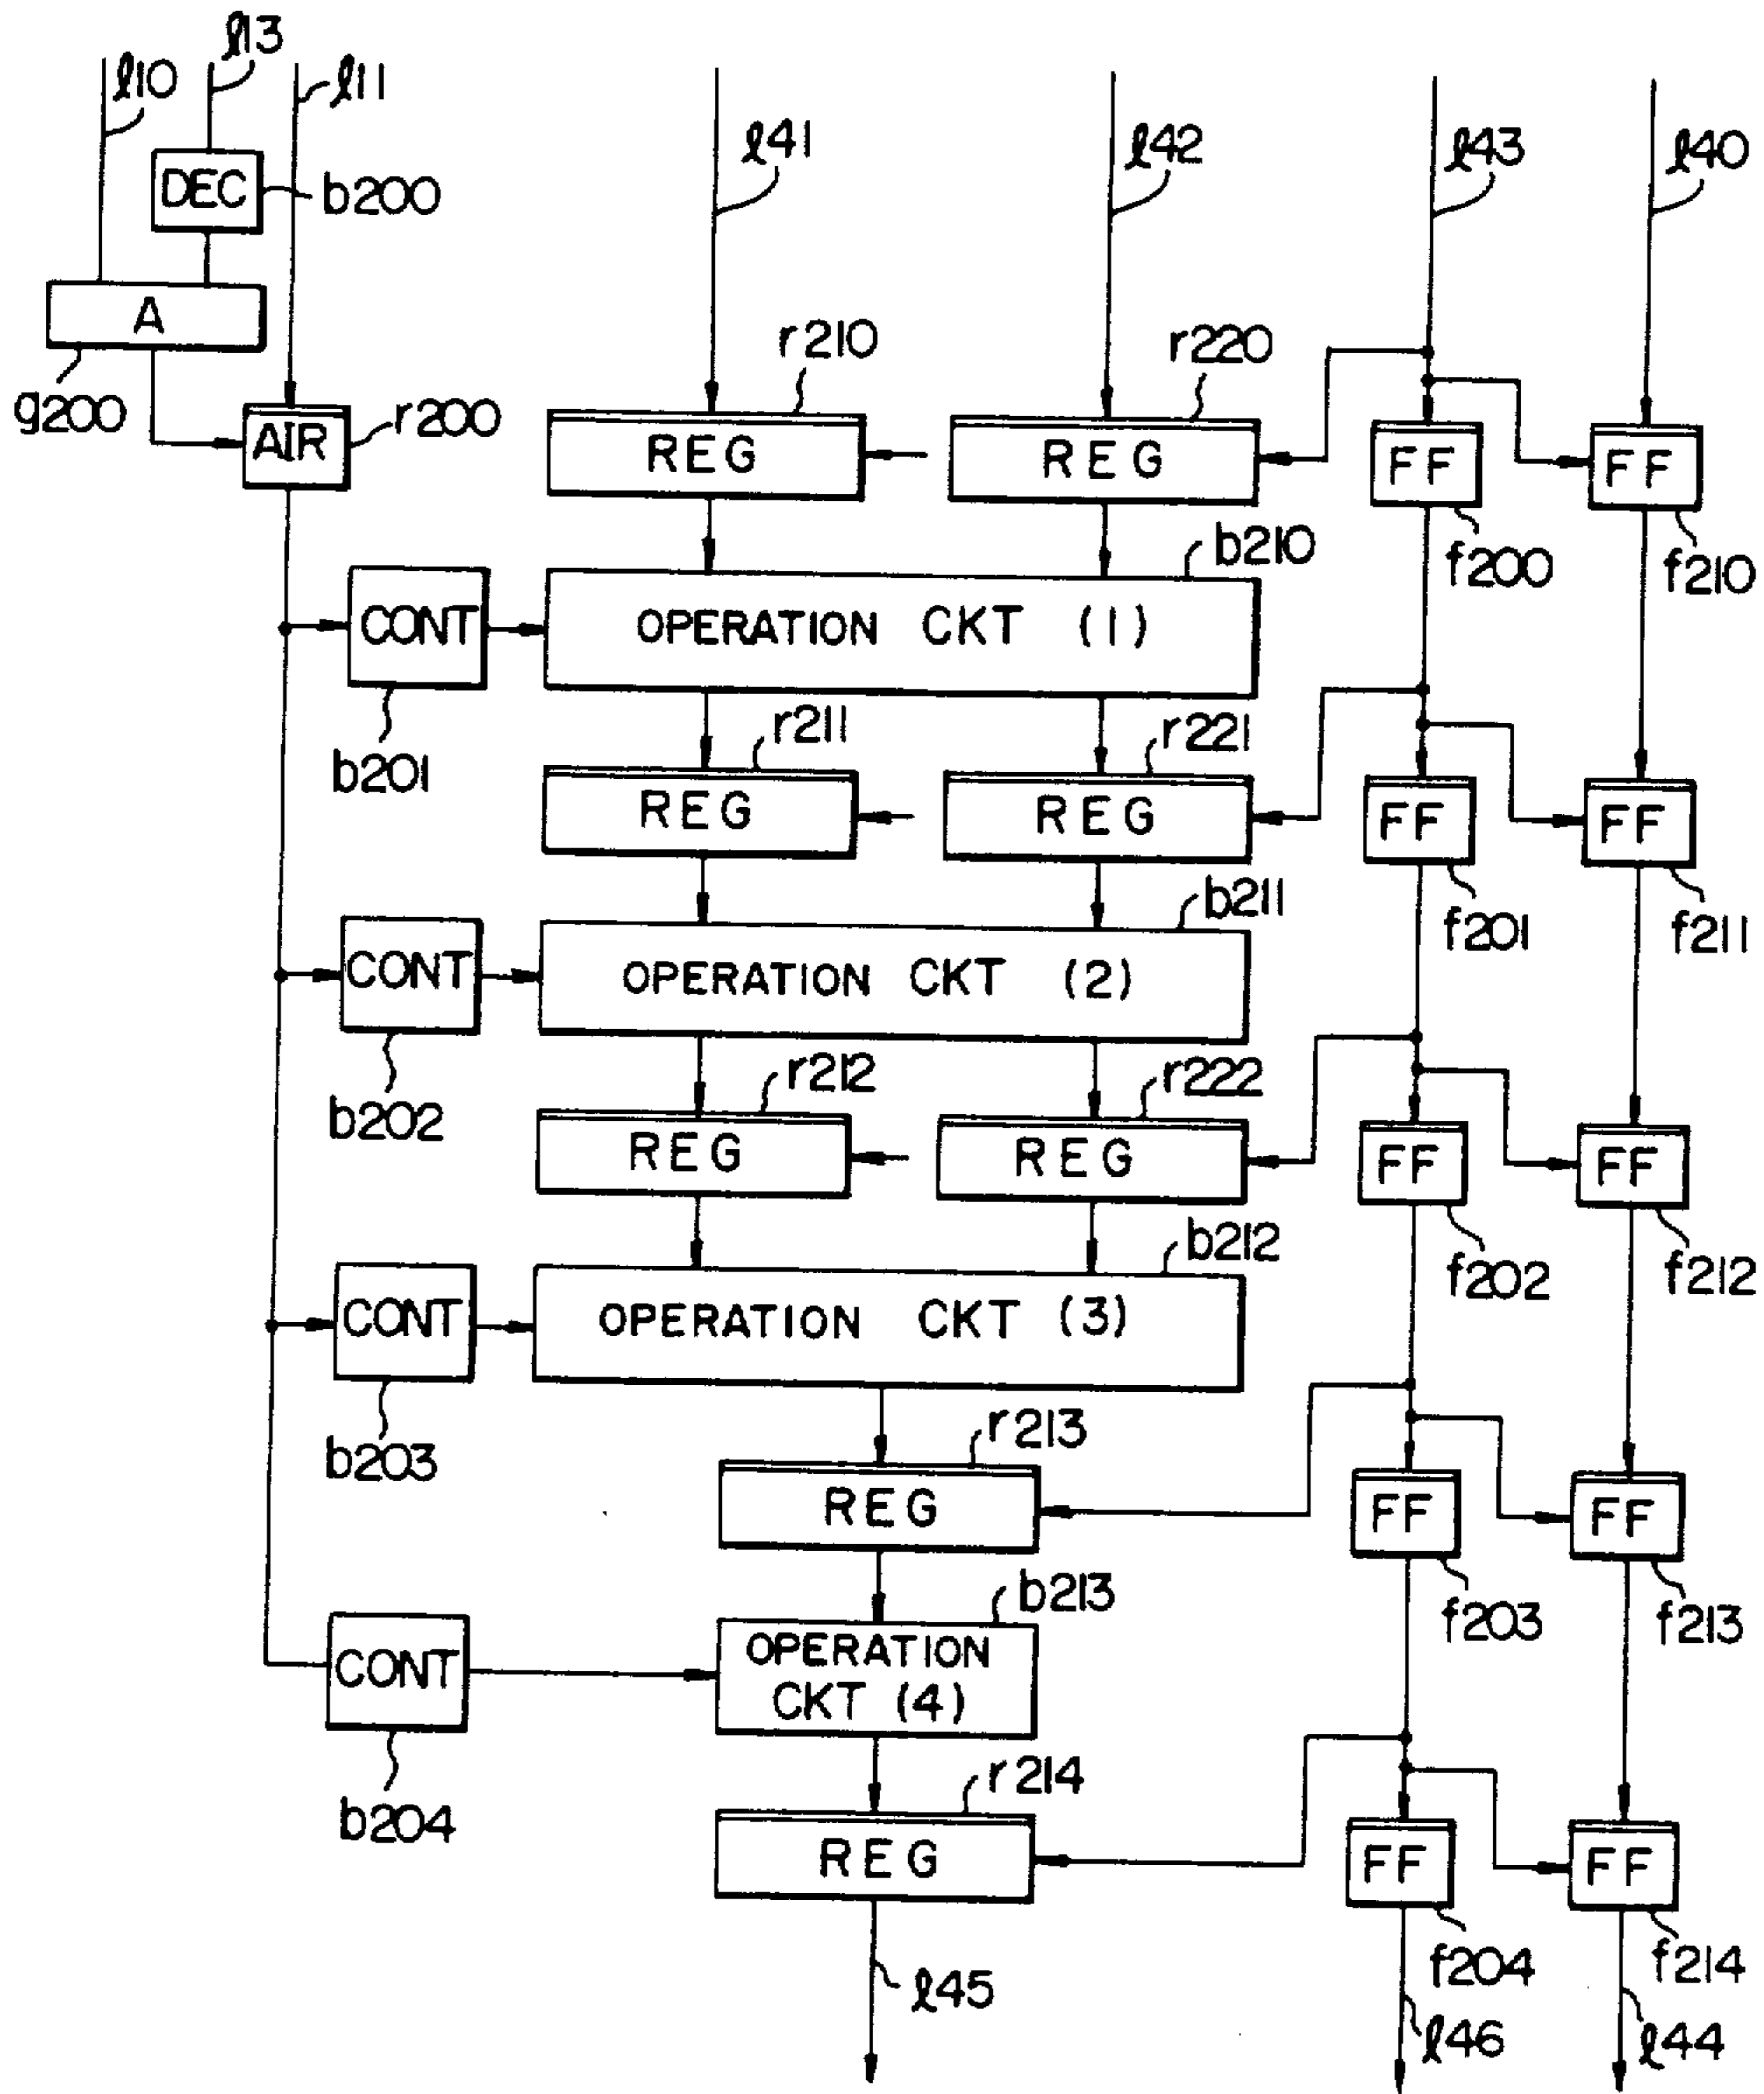 l10
l13
l11
l41
l42
l43
l40
DEC
b200
A
g200
AIR
r200
r210
REG
r220
REG
FF
f200
FF
f210
b210
CONT
OPERATION CKT (1)
b201
r211
REG
r221
REG
FF
f201
FF
f211
b211
CONT
OPERATION CKT (2)
b202
r212
REG
r222
REG
FF
f202
FF
f212
b212
CONT
OPERATION CKT (3)
b203
r213
REG
FF
f203
FF
f213
b213
CONT
OPERATION
CKT (4)
b204
r214
REG
FF
f204
FF
f214
l45
l46
l44